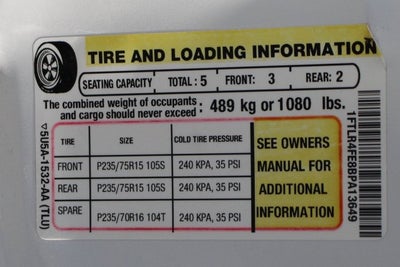 TIRE AND LOADING INFORMATION
SEATING CAPACITY TOTAL : 5 FRONT: 3 REAR: 2
The combined weight of occupants
and cargo should never exceed : 489 kg or 1080 lbs.
TIRE SIZE COLD TIRE PRESSURE
FRONT P235/75R15 105S 240 KPA, 35 PSI
REAR P235/75R15 105S 240 KPA, 35 PSI
SPARE P235/70R16 104T 240 KPA, 35 PSI
SEE OWNERS
MANUAL FOR
ADDITIONAL
INFORMATION
5U5A-1532-AA (TLU)
1FTLR4FE8BPA13649